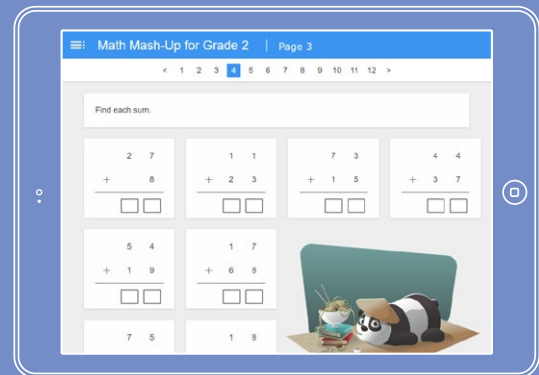 Math Mash-Up for Grade 2 | Page 3
< 1 2 3 4 5 6 7 8 9 10 11 12 >
Find each sum.
2 7 1 1 7 3 4 4
+ 8 + 2 3 + 1 5 + 3 7
5 4 1 7
+ 1 9 + 6 8
7 5 1 8